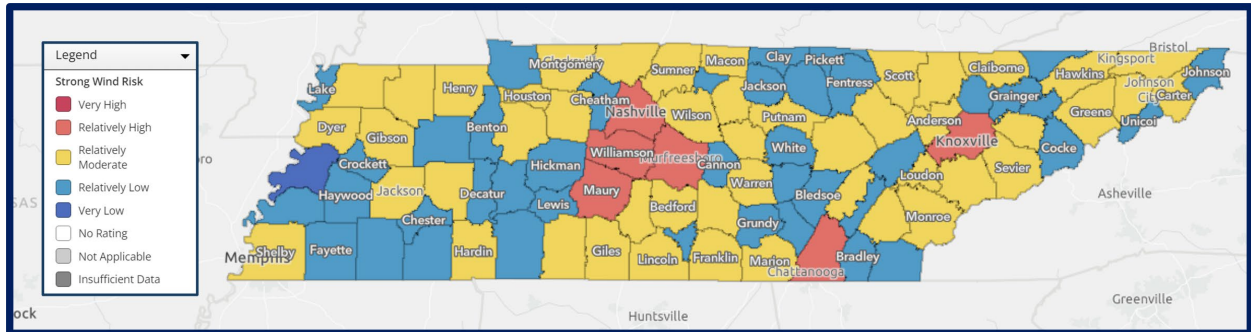 Legend
Strong Wind Risk
Very High
Relatively High
Relatively
Moderate
Relatively Low
Very Low
No Rating
Not Applicable
Insufficient Data
ock
Bristol
Kingsport
Johnson
Johnson
City
Carter
Hawkins
Claiborne
Grainger
Greene
Unicoi
Cocke
Sevier
Knoxville
Anderson
Scott
Loudon
Monroe
Clay
Pickett
Fentress
Jackson
Putnam
White
Bledsoe
Grundy
Warren
Cannon
Marion
Chattanooga
Bradley
Macon
Sumner
Wilson
Nashville
Williamson
Murfreesboro
Maury
Bedford
Giles
Lincoln
Franklin
Montgomery
Cheatham
Houston
Hickman
Lewis
Henry
Benton
Decatur
Hardin
Chester
Jackson
Haywood
Crockett
Gibson
Dyer
Lake
Memphis
Shelby
Fayette
Huntsville
Asheville
Greenville